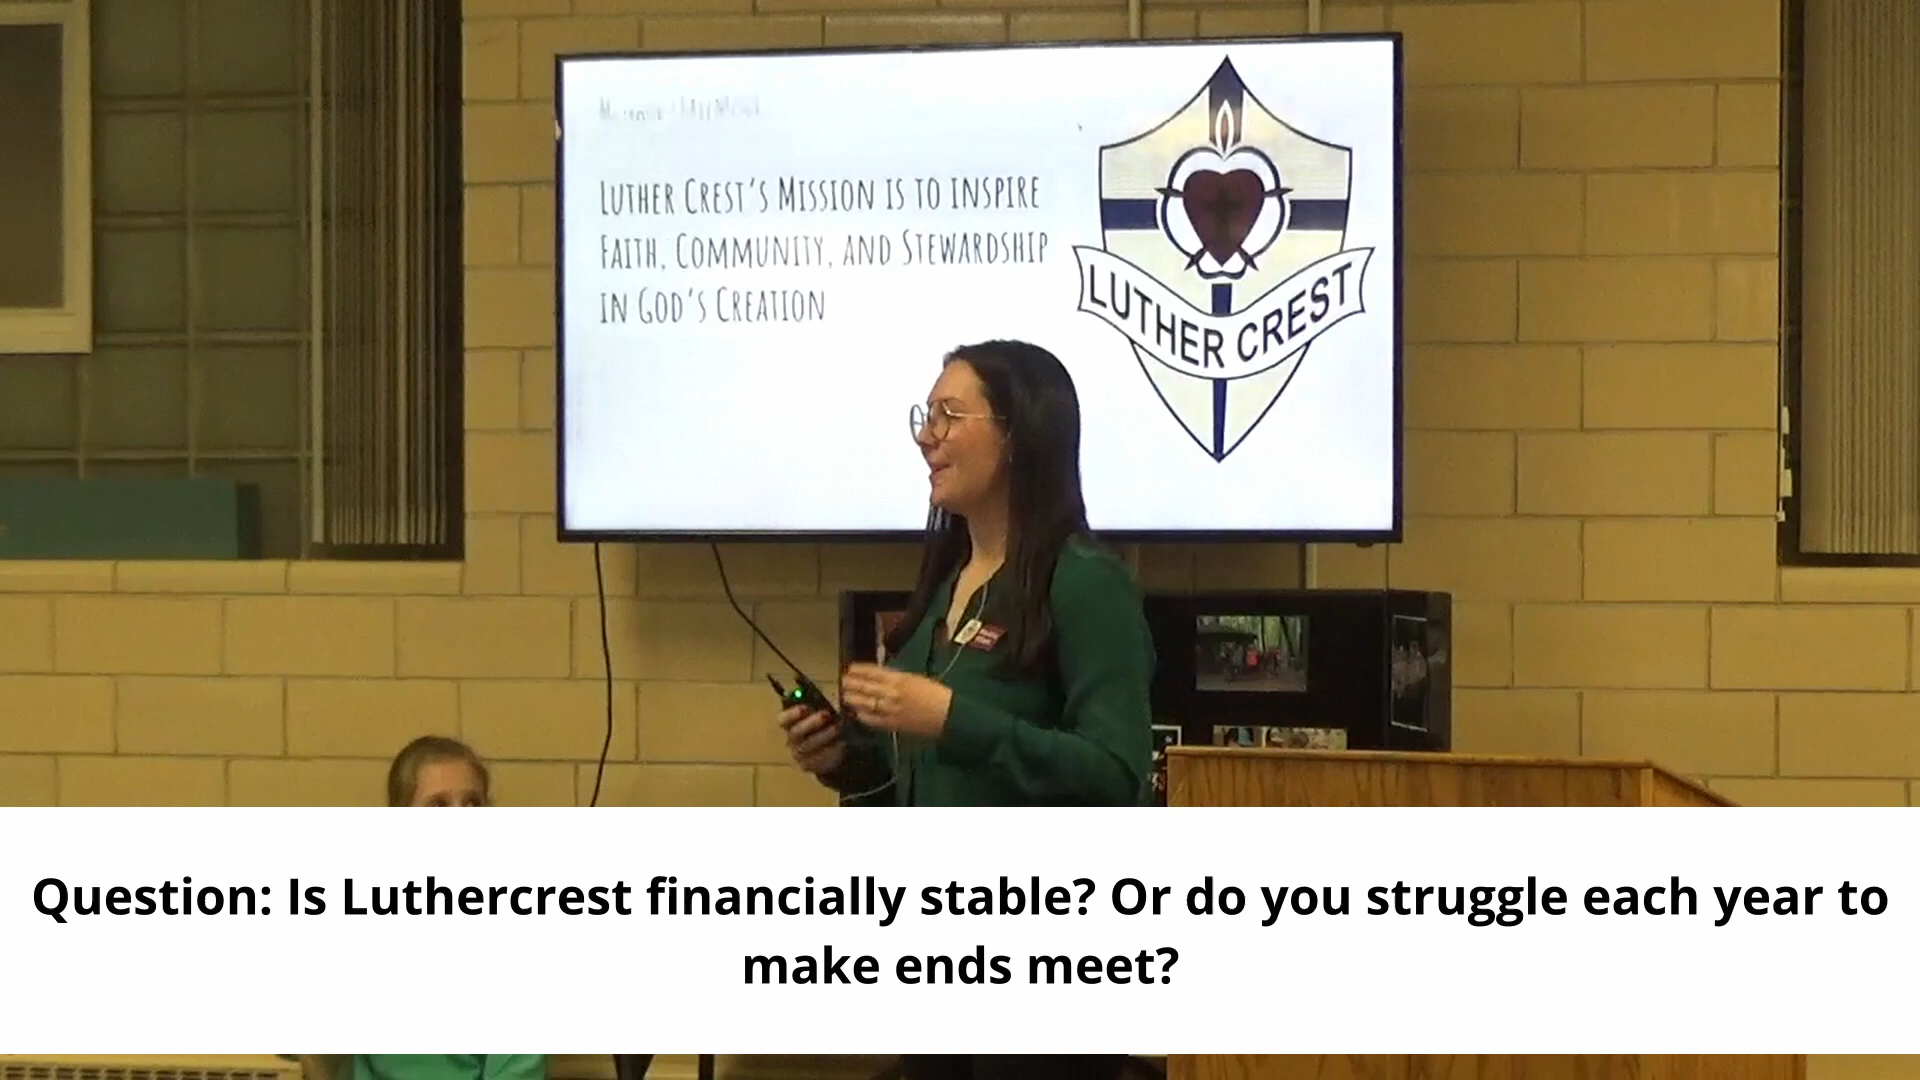 LUTHER CREST'S MISSION IS TO INSPIRE
FAITH, COMMUNITY, AND STEWARDSHIP
IN GOD'S CREATION
LUTHER CREST
Question: Is Luthercrest financially stable? Or do you struggle each year to
make ends meet?